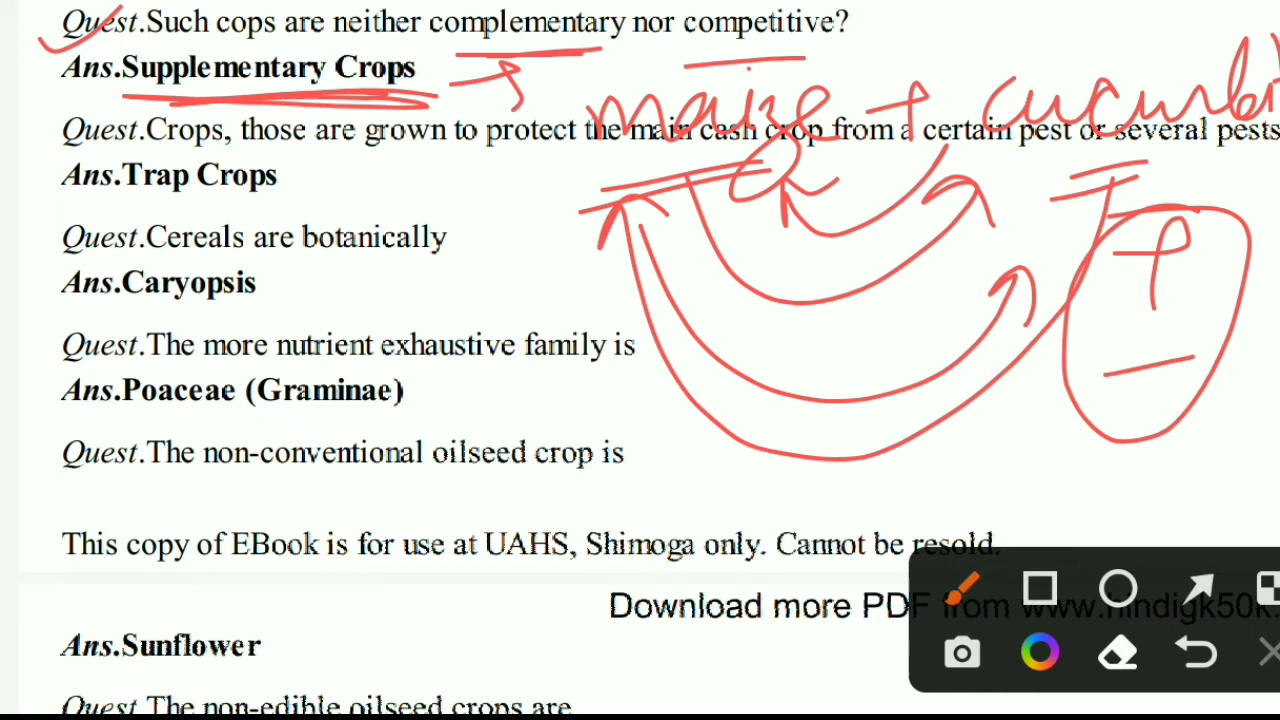 Quest.Such cops are neither complementary nor competitive?
Ans.Supplementary Crops
maize + cucurbi
Quest.Crops, those are grown to protect the main cash crop from a certain pest or several pests
Ans.Trap Crops
Quest.Cereals are botanically
Ans.Caryopsis
Quest.The more nutrient exhaustive family is
Ans.Poaceae (Graminae)
Quest.The non-conventional oilseed crop is
This copy of EBook is for use at UAHS, Shimoga only. Cannot be resold.
Download more PDF from www.hindigk50k.
Ans.Sunflower
Quest.The non-edible oilseed crops are